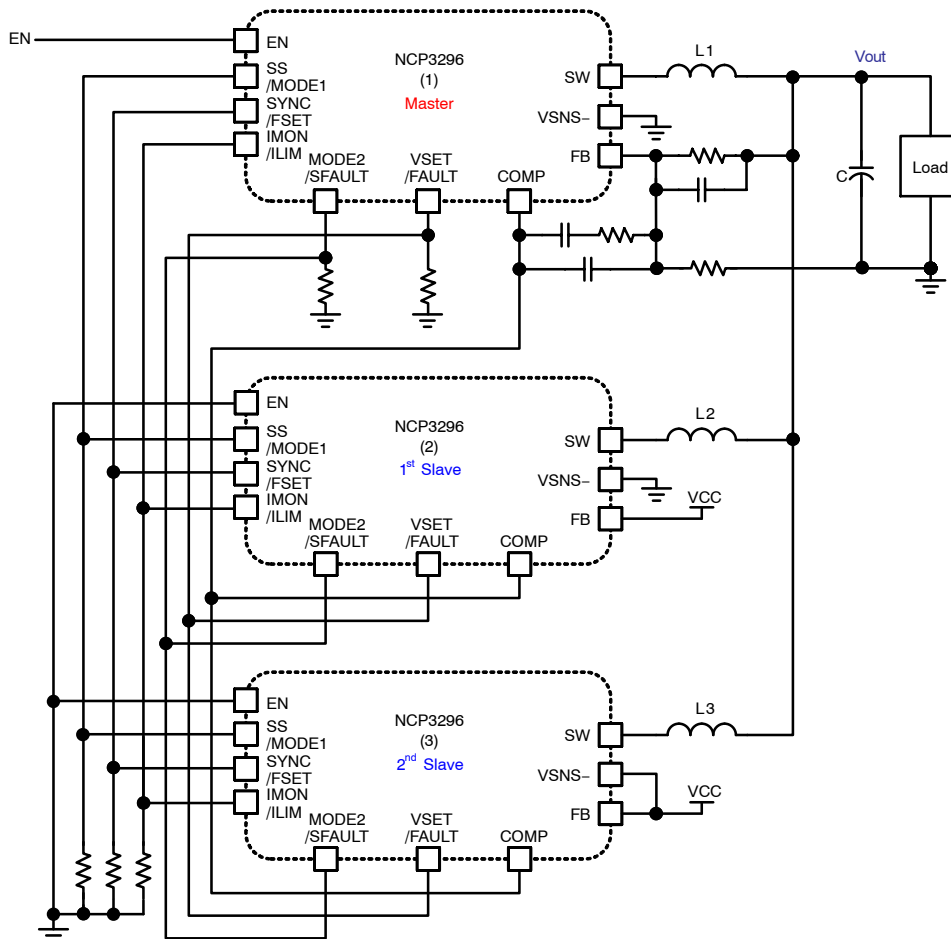 EN
EN
SS
/MODE1
SYNC
/FSET
IMON
/ILIM
NCP3296
(1)
Master
MODE2
/SFAULT
VSET
/FAULT
COMP
SW
VSNS–
FB
L1
Vout
C
Load
EN
SS
/MODE1
SYNC
/FSET
IMON
/ILIM
NCP3296
(2)
1st Slave
MODE2
/SFAULT
VSET
/FAULT
COMP
SW
VSNS–
FB
L2
VCC
EN
SS
/MODE1
SYNC
/FSET
IMON
/ILIM
NCP3296
(3)
2nd Slave
MODE2
/SFAULT
VSET
/FAULT
COMP
SW
VSNS–
FB
L3
VCC